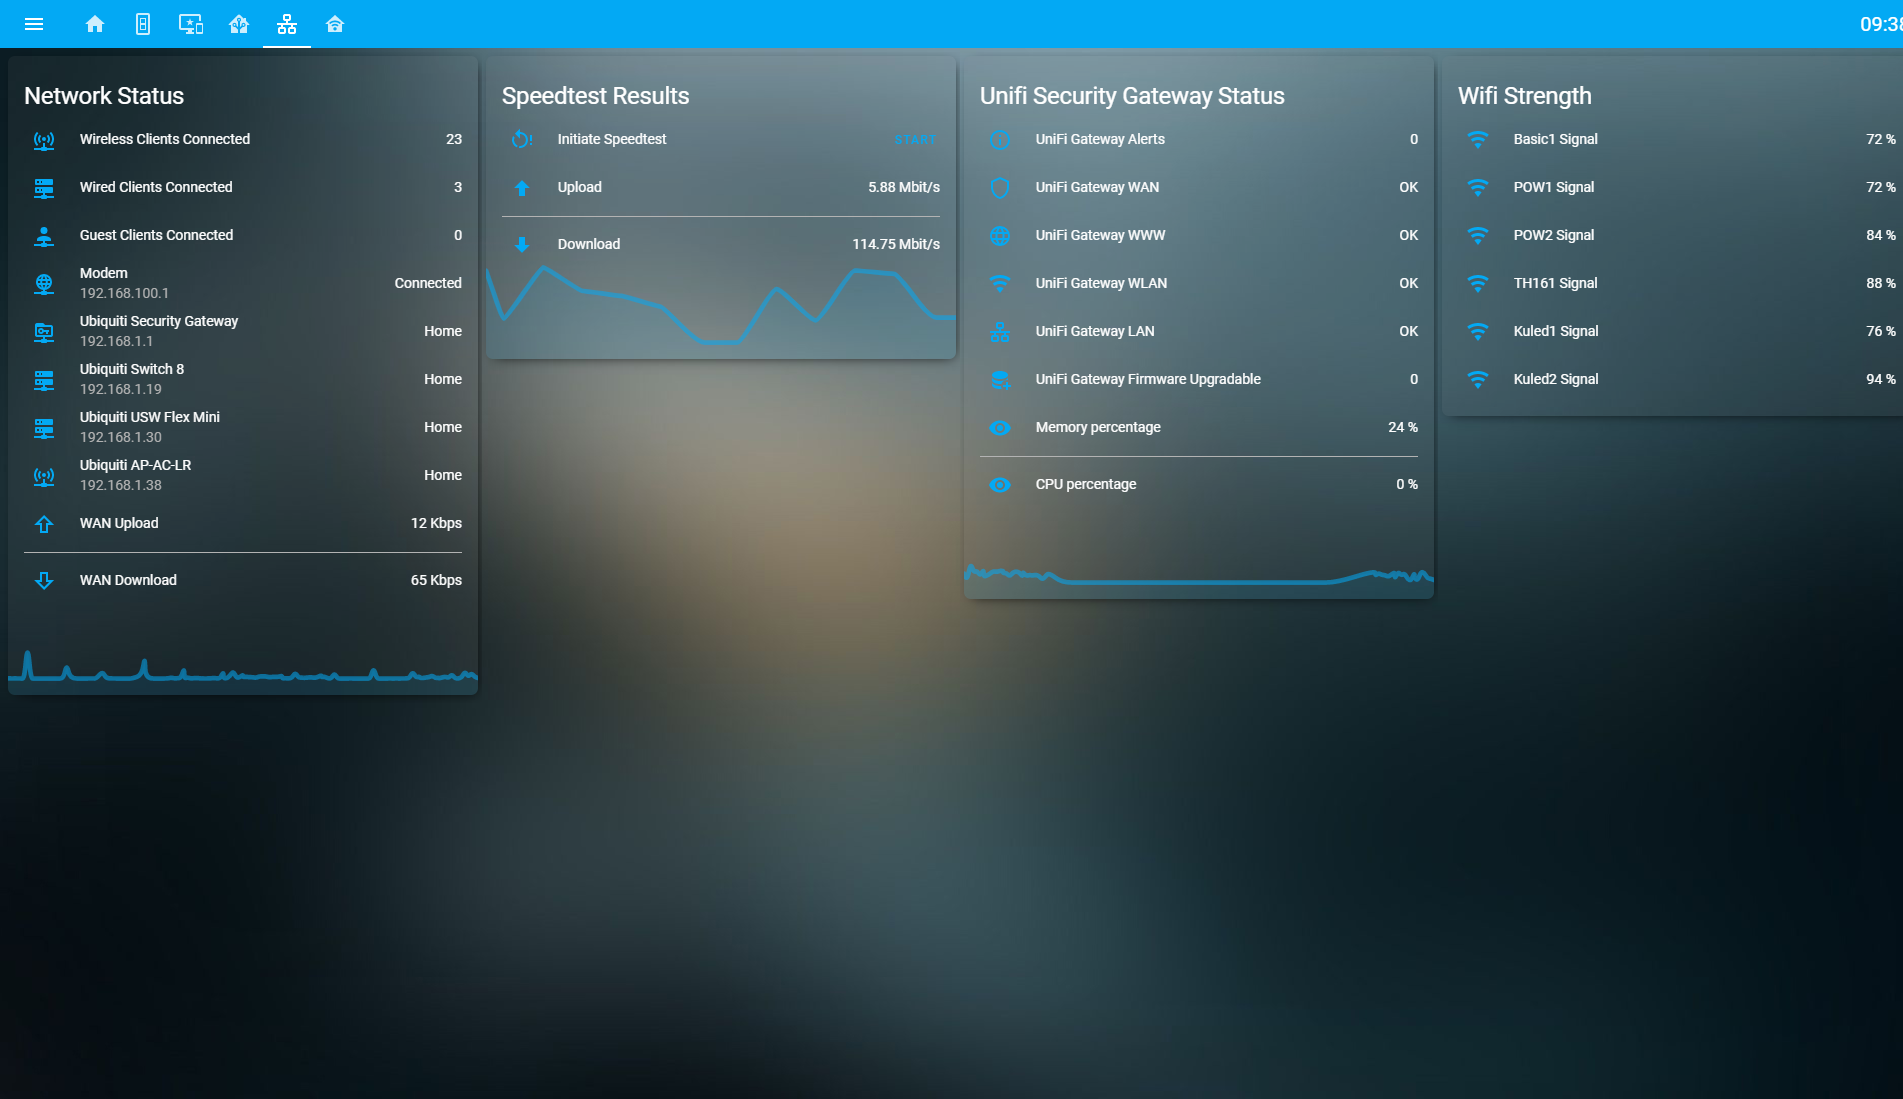 09:38
Network Status
Wireless Clients Connected 23
Wired Clients Connected 3
Guest Clients Connected 0
Modem
192.168.100.1
Connected
Ubiquiti Security Gateway
192.168.1.1
Home
Ubiquiti Switch 8
192.168.1.19
Home
Ubiquiti USW Flex Mini
192.168.1.30
Home
Ubiquiti AP-AC-LR
192.168.1.38
Home
WAN Upload 12 Kbps
WAN Download 65 Kbps
Speedtest Results
Initiate Speedtest START
Upload 5.88 Mbit/s
Download 114.75 Mbit/s
Unifi Security Gateway Status
UniFi Gateway Alerts 0
UniFi Gateway WAN OK
UniFi Gateway WWW OK
UniFi Gateway WLAN OK
UniFi Gateway LAN OK
UniFi Gateway Firmware Upgradable 0
Memory percentage 24 %
CPU percentage 0 %
Wifi Strength
Basic1 Signal 72 %
POW1 Signal 72 %
POW2 Signal 84 %
TH161 Signal 88 %
Kuled1 Signal 76 %
Kuled2 Signal 94 %